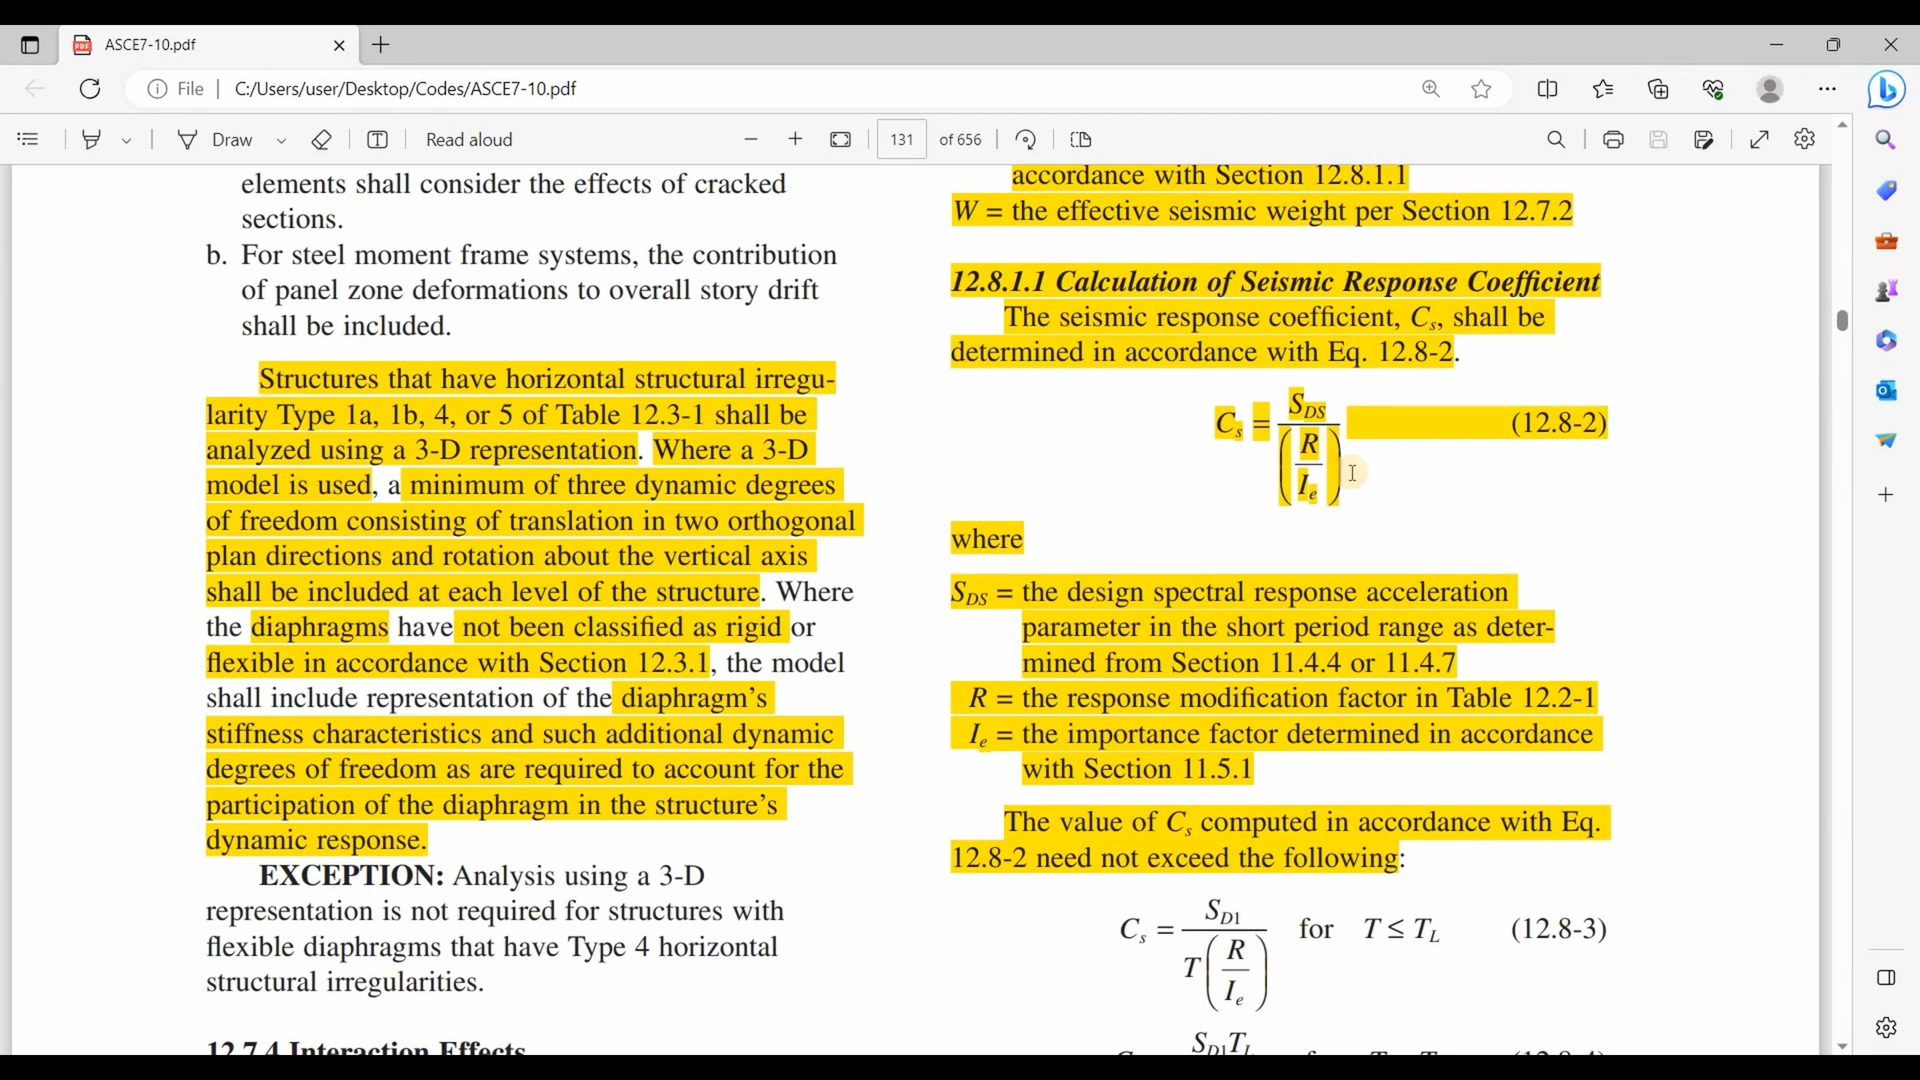 ASCE7-10.pdf
File
C:/Users/user/Desktop/Codes/ASCE7-10.pdf
Draw
Read aloud
131
of 656
elements shall consider the effects of cracked
sections.
b. For steel moment frame systems, the contribution
of panel zone deformations to overall story drift
shall be included.
Structures that have horizontal structural irregu-
larity Type 1a, 1b, 4, or 5 of Table 12.3-1 shall be
analyzed using a 3-D representation. Where a 3-D
model is used, a minimum of three dynamic degrees
of freedom consisting of translation in two orthogonal
plan directions and rotation about the vertical axis
shall be included at each level of the structure. Where
the diaphragms have not been classified as rigid or
flexible in accordance with Section 12.3.1, the model
shall include representation of the diaphragm's
stiffness characteristics and such additional dynamic
degrees of freedom as are required to account for the
participation of the diaphragm in the structure's
dynamic response.
EXCEPTION: Analysis using a 3-D
representation is not required for structures with
flexible diaphragms that have Type 4 horizontal
structural irregularities.
12.7.4 Interaction Effects
accordance with Section 12.8.1.1
W = the effective seismic weight per Section 12.7.2
12.8.1.1 Calculation of Seismic Response Coefficient
The seismic response coefficient, Cs, shall be
determined in accordance with Eq. 12.8-2.
Cs = SDS / (R / Ie) (12.8-2)
where
SDS = the design spectral response acceleration
parameter in the short period range as deter-
mined from Section 11.4.4 or 11.4.7
R = the response modification factor in Table 12.2-1
Ie = the importance factor determined in accordance
with Section 11.5.1
The value of Cs computed in accordance with Eq.
12.8-2 need not exceed the following:
Cs = SD1 / T(R / Ie) for T ≤ TL (12.8-3)
SD1TL